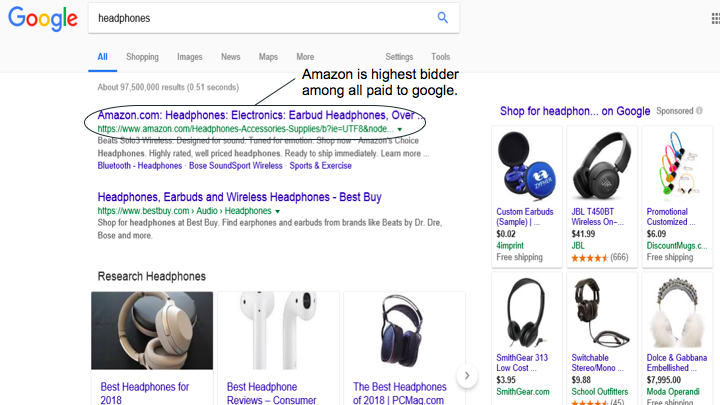 Google
headphones
All Shopping Images News Maps More Settings Tools
About 97,500,000 results (0.51 seconds)
Amazon is highest bidder
among all paid to google.
Amazon.com: Headphones: Electronics: Earbud Headphones, Over ...
https://www.amazon.com/Headphones-Accessories-Supplies/b?ie=UTF8&node...
Beats Solo3 Wireless. Designed for sound. Tuned for emotion. Shop now · Amazon's Choice
Headphones. Highly rated, well priced headphones. Ready to ship immediately. Learn more ...
Bluetooth - Headphones · Bose SoundSport Wireless · Sports & Exercise
Headphones, Earbuds and Wireless Headphones - Best Buy
https://www.bestbuy.com › Audio › Headphones
Shop for headphones at Best Buy. Find earphones and earbuds from brands like Beats by Dr. Dre,
Bose and more.
Research Headphones
Best Headphones for
2018
Best Headphone
Reviews – Consumer
The Best Headphones
of 2018 | PCMag.com
Shop for headphon... on Google Sponsored
ZYPHER
Custom Earbuds
(Sample) | ...
$0.02
4imprint
Free shipping
JBL T450BT
Wireless On–...
$41.99
JBL
(666)
Promotional
Customized ...
$6.09
DiscountMugs.c...
Free shipping
SmithGear 313
Low Cost ...
$3.95
SmithGear.com
Switchable
Stereo/Mono ...
$9.88
School Outfitters
(45)
Dolce & Gabbana
Embellished ...
$7,995.00
Moda Operandi
Free shipping